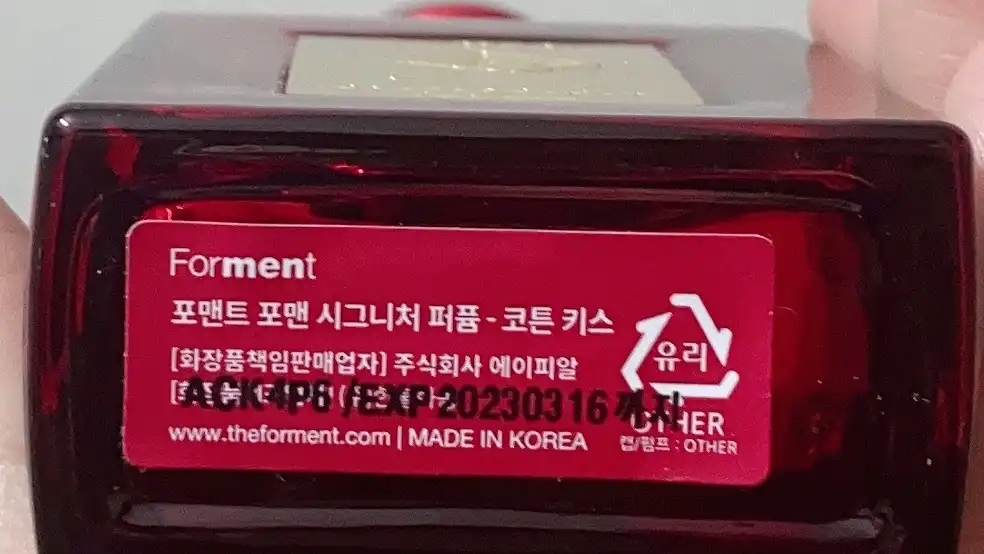 Forment
포맨트 포맨 시그니처 퍼퓸 - 코튼 키스
[화장품책임판매업자] 주식회사 에이피알
/EXP 20230316 까지
www.theforment.com | MADE IN KOREA
유리
OTHER
캡/펌프 : OTHER